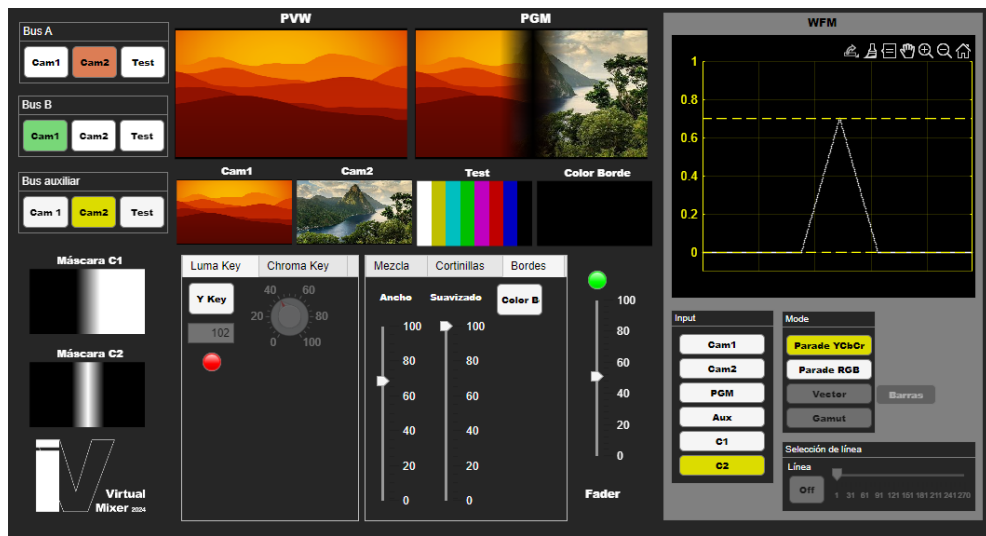 Bus A
Cam1 Cam2 Test
Bus B
Cam1 Cam2 Test
Bus auxiliar
Cam 1 Cam2 Test
PVW PGM
Cam1 Cam2 Test Color Borde
Máscara C1
Máscara C2
iV
Virtual
Mixer 2024
Luma Key Chroma Key
Y Key
102
0 20 40 60 80 100
Mezcla Cortinillas Bordes
Ancho Suavizado Color B
100 100
80 80
60 60
40 40
20 20
0 0
100
80
60
40
20
0
Fader
WFM
1
0.8
0.6
0.4
0.2
0
Input
Cam1
Cam2
PGM
Aux
C1
C2
Mode
Parade YCbCr
Parade RGB
Vector Barras
Gamut
Selección de línea
Línea
Off
1 31 61 91 121 151 181 211 241 270